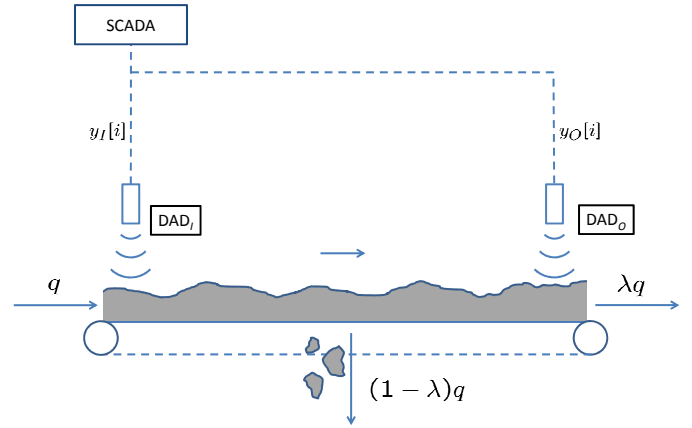 SCADA
y_I[i]
y_O[i]
DAD_I
DAD_O
q
λq
(1 − λ)q